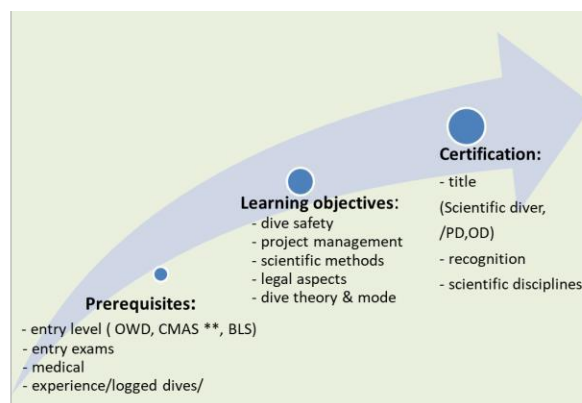 Prerequisites:
- entry level ( OWD, CMAS **, BLS)
- entry exams
- medical
- experience/logged dives/
Learning objectives:
- dive safety
- project management
- scientific methods
- legal aspects
- dive theory & mode
Certification:
- title
(Scientific diver,
/PD,OD)
- recognition
- scientific disciplines